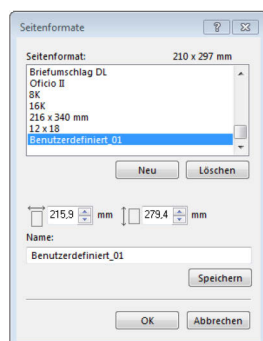 Seitenformate
Seitenformat: 210 x 297 mm
Briefumschlag DL
Oficio II
8K
16K
216 x 340 mm
12 x 18
Benutzerdefiniert_01
Neu Löschen
215,9 mm 279,4 mm
Name:
Benutzerdefiniert_01
Speichern
OK Abbrechen